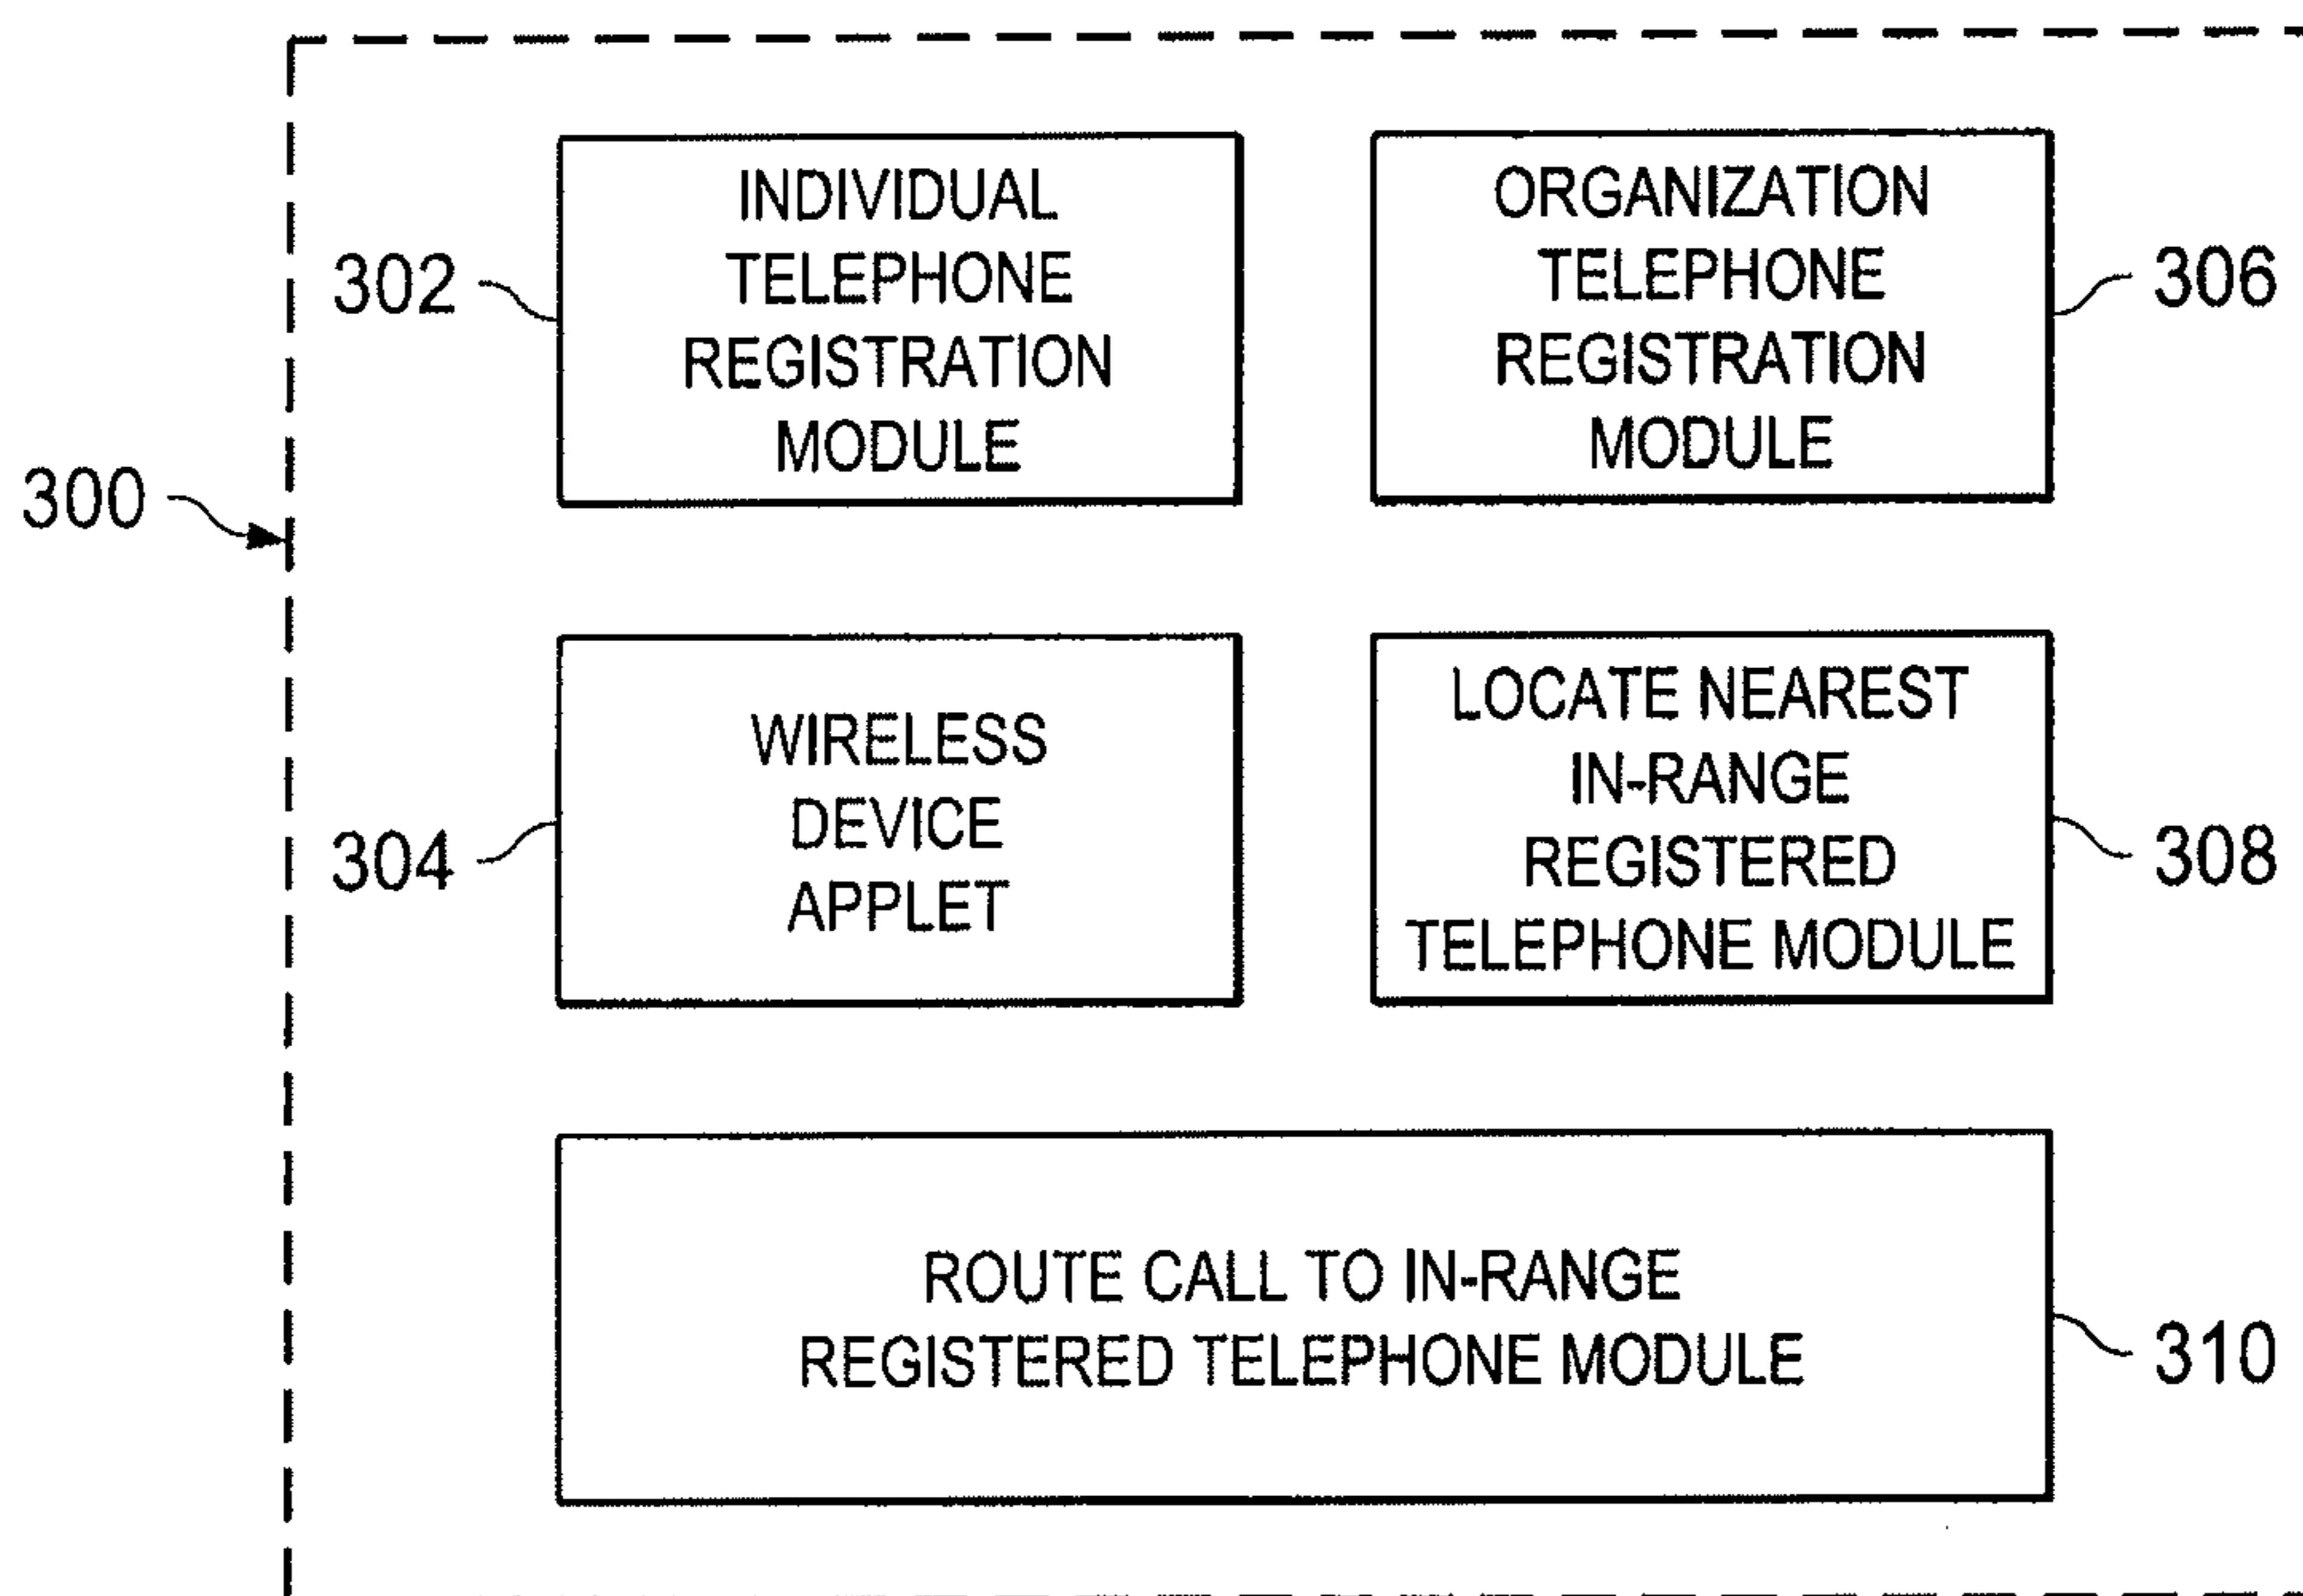 INDIVIDUAL
TELEPHONE
REGISTRATION
MODULE
302
ORGANIZATION
TELEPHONE
REGISTRATION
MODULE
306
300
WIRELESS
DEVICE
APPLET
304
LOCATE NEAREST
IN-RANGE
REGISTERED
TELEPHONE MODULE
308
ROUTE CALL TO IN-RANGE
REGISTERED TELEPHONE MODULE
310